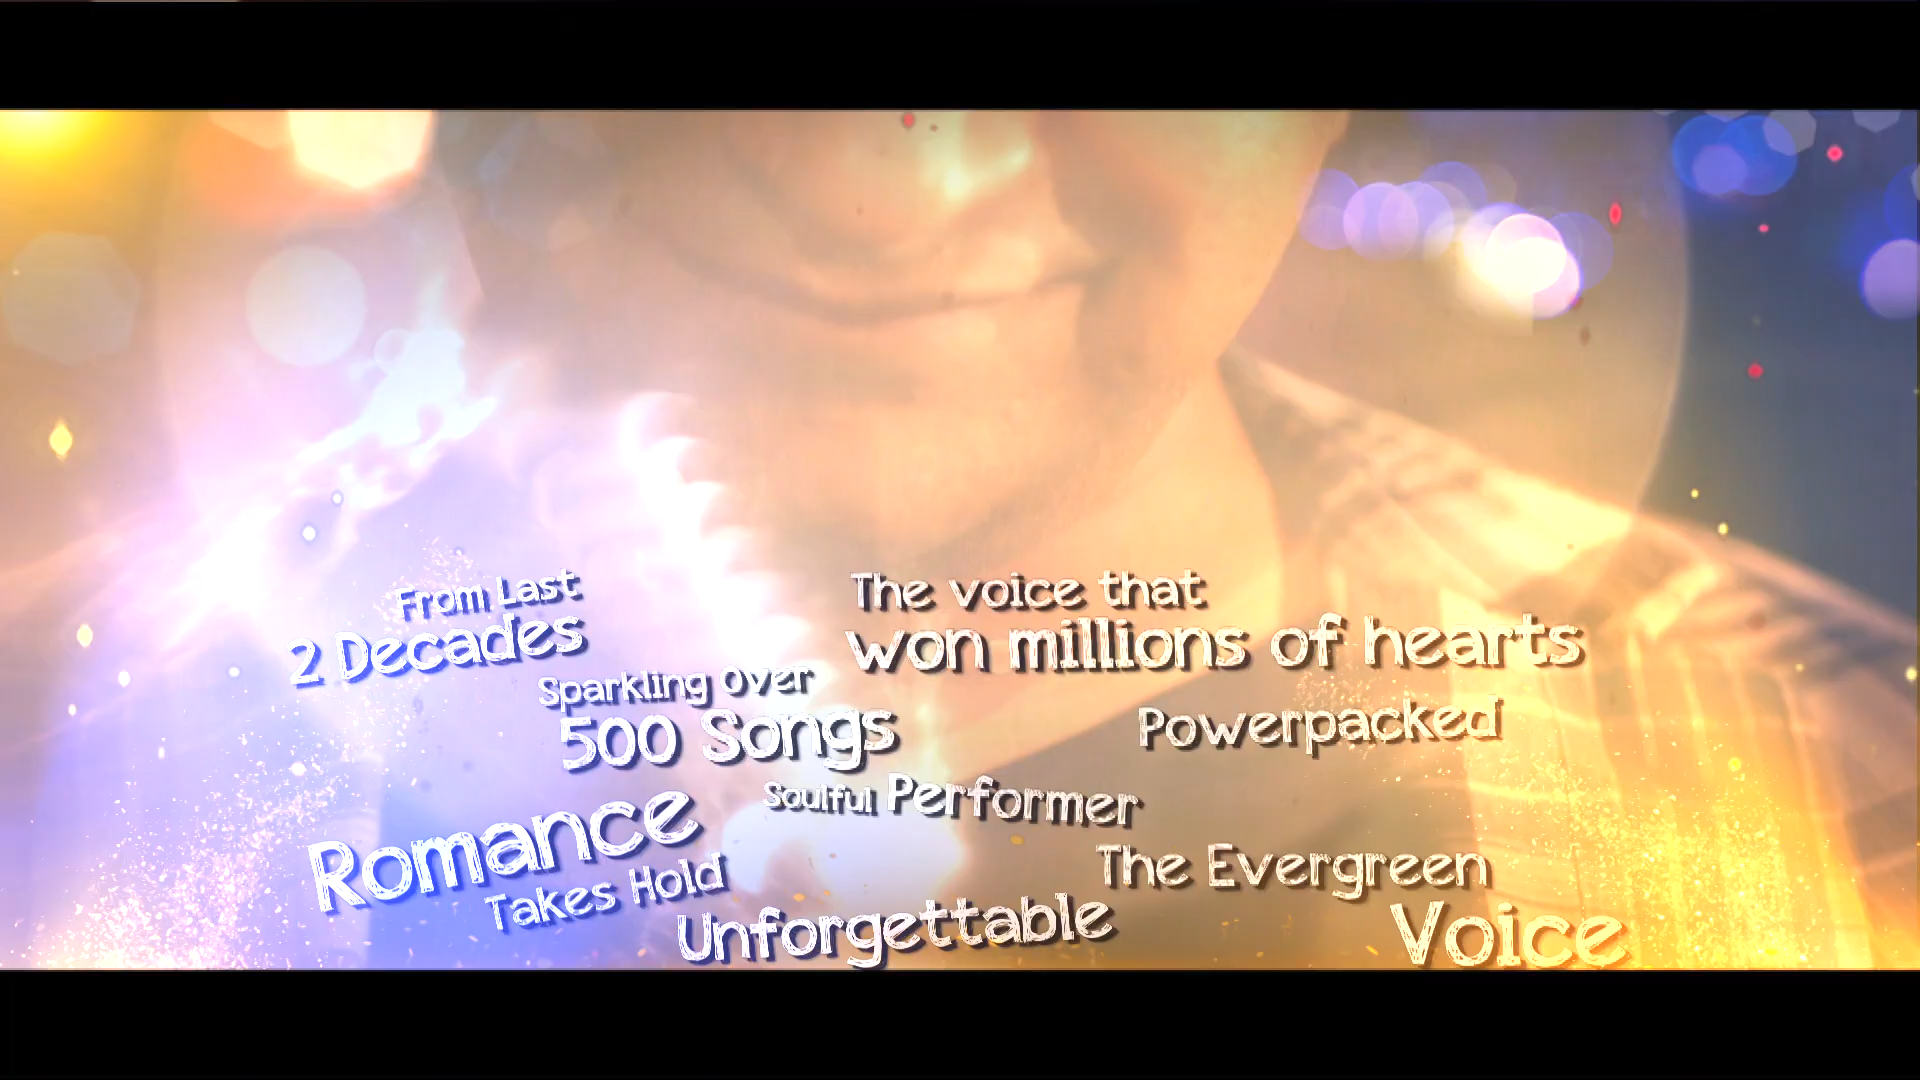 From Last
2 Decades
The voice that
won millions of hearts
Sparkling Over
500 Songs
Powerpacked
Soulful Performer
Romance
Takes Hold
The Evergreen
Voice
Unforgettable